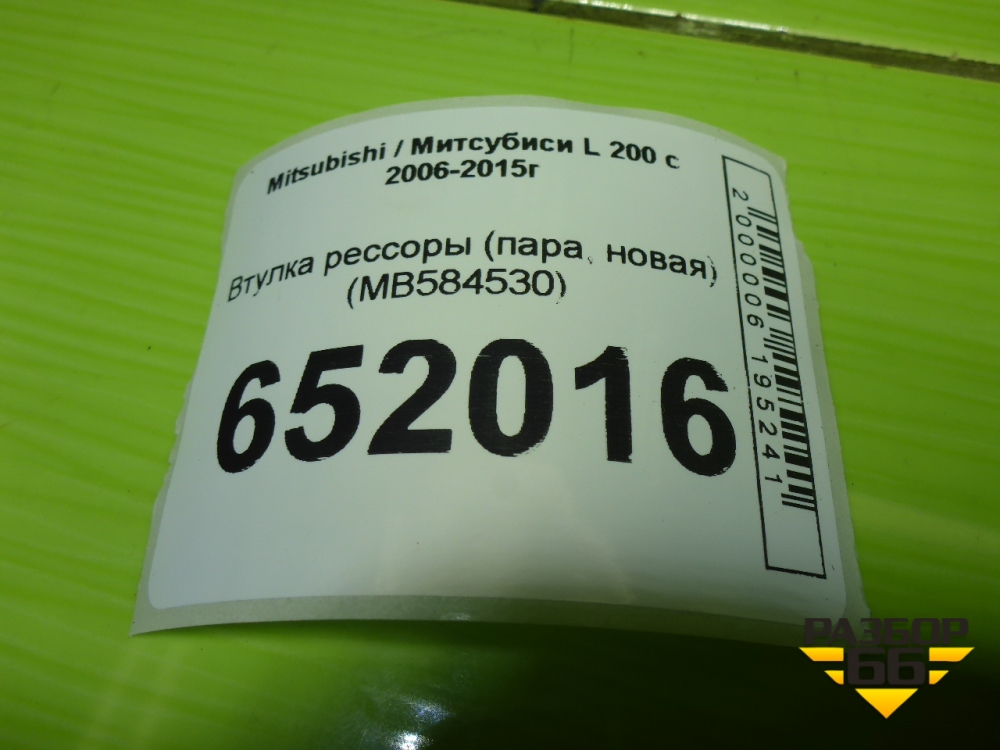 Mitsubishi / Митсубиси L 200 с
2006-2015г
Втулка рессоры (пара, новая)
(MB584530)
652016
2000006195241
РАЗБОР
66